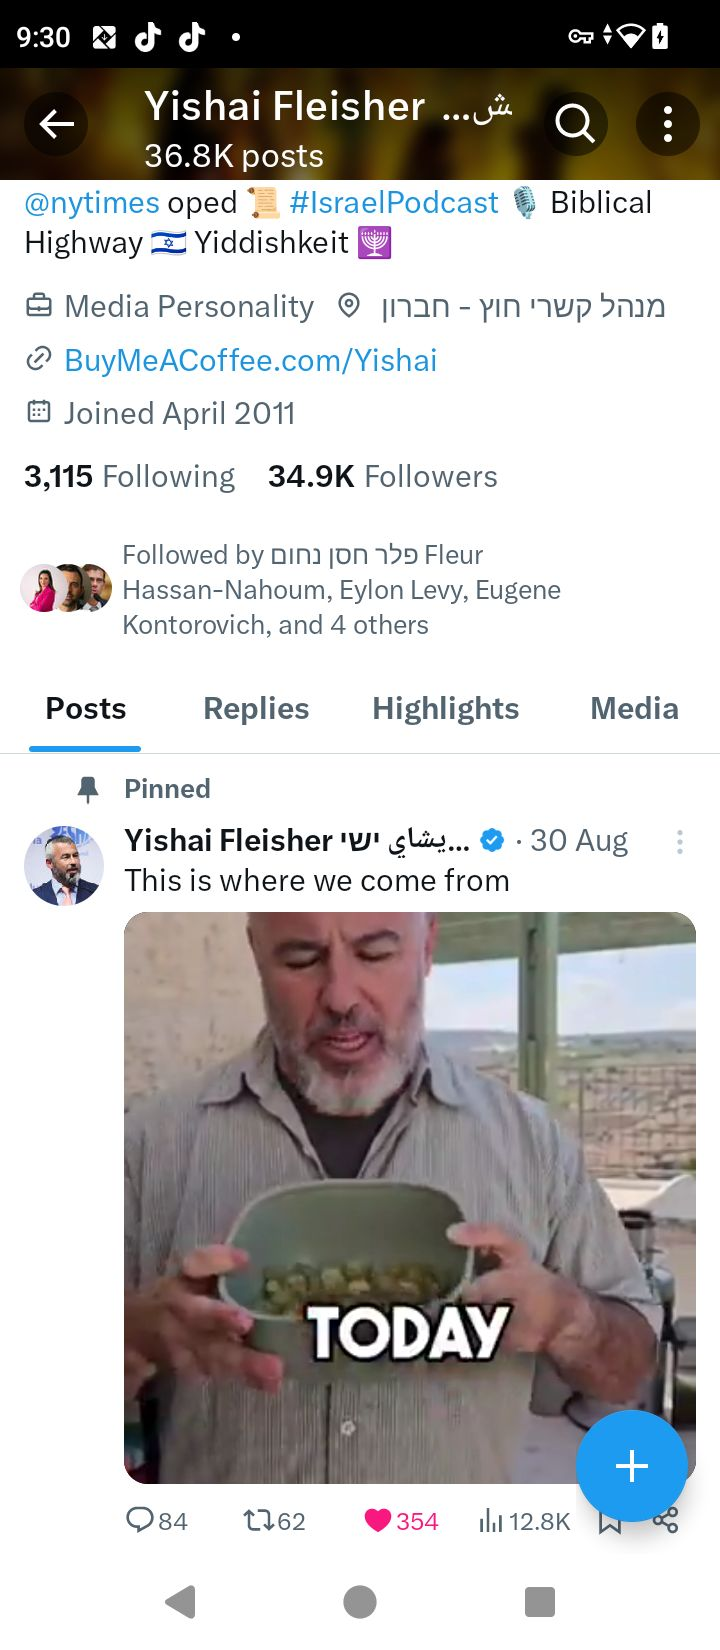 9:30
Yishai Fleisher ...يش
36.8K posts
@nytimes oped 📜 #IsraelPodcast 🎙️ Biblical
Highway 🇮🇱 Yiddishkeit 🕎
Media Personality מנהל קשרי חוץ - חברון
BuyMeACoffee.com/Yishai
Joined April 2011
3,115 Following 34.9K Followers
Followed by פלר חסן נחום Fleur
Hassan-Nahoum, Eylon Levy, Eugene
Kontorovich, and 4 others
Posts Replies Highlights Media
Pinned
Yishai Fleisher ישי يشاي... · 30 Aug
This is where we come from
TODAY
84 62 354 12.8K